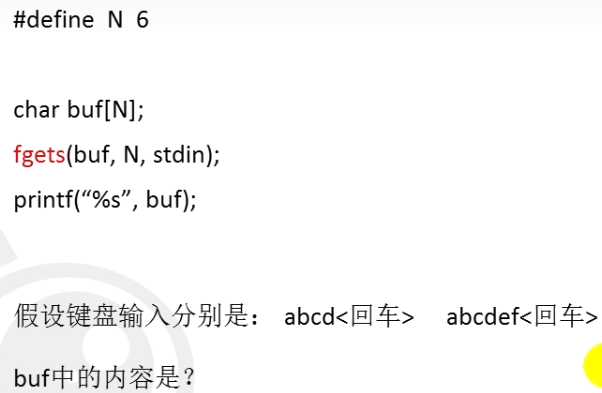 #define N 6
char buf[N];
fgets(buf, N, stdin);
printf(“%s”, buf);
假设键盘输入分别是： abcd<回车> abcdef<回车>
buf中的内容是？